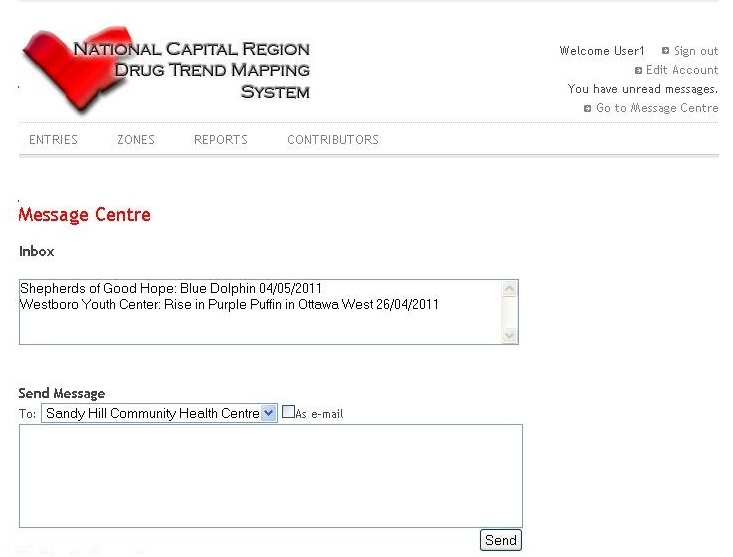 NATIONAL CAPITAL REGION
DRUG TREND MAPPING
SYSTEM
Welcome User1 Sign out
Edit Account
You have unread messages.
Go to Message Centre
ENTRIES ZONES REPORTS CONTRIBUTORS
Message Centre
Inbox
Shepherds of Good Hope: Blue Dolphin 04/05/2011
Westboro Youth Center: Rise in Purple Puffin in Ottawa West 26/04/2011
Send Message
To: Sandy Hill Community Health Centre As e-mail
Send